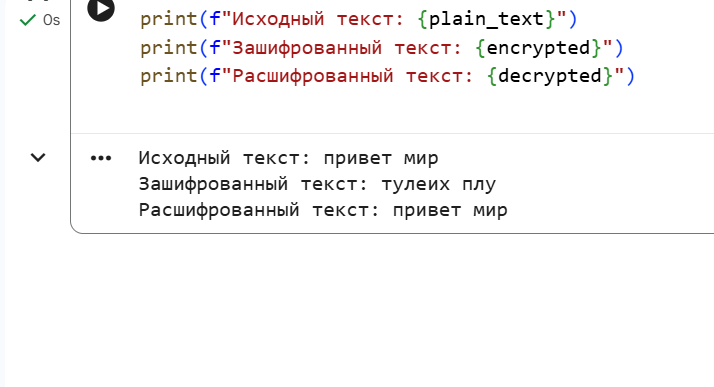 0s
print(f"Исходный текст: {plain_text}")
print(f"Зашифрованный текст: {encrypted}")
print(f"Расшифрованный текст: {decrypted}")
Исходный текст: привет мир
Зашифрованный текст: тулеих плу
Расшифрованный текст: привет мир